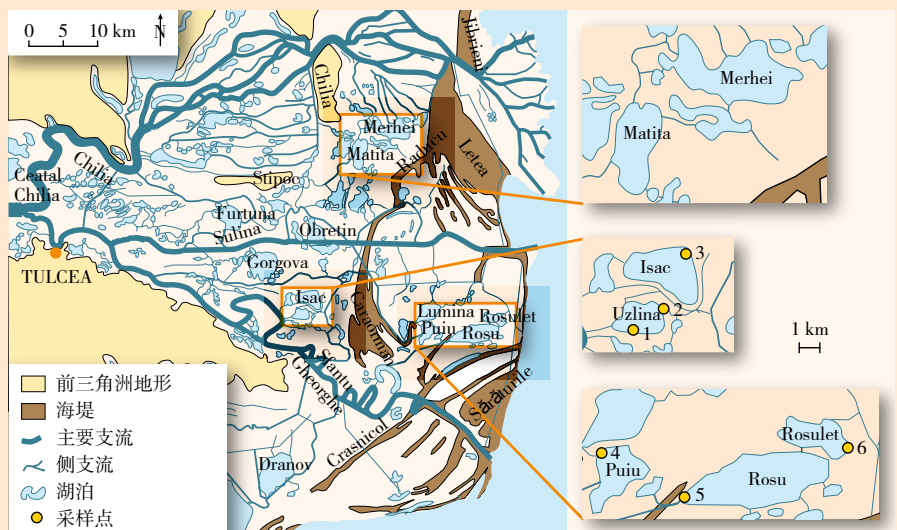 0 5 10 km N
Jibrieni
Chilia
Merhei
Matita
Raducu
Letea
Chilia
Ceatal
Chilia
Stipoc
Furtuna
Sulina
Obretin
TULCEA
Gorgova
Isac
Caraorman
Lumina
Rosulet
Puiu
Rosu
Sfantu
Gheorghe
Sărăturile
Crasnicol
Dranov
前三角洲地形
海堤
主要支流
侧支流
湖泊
采样点
Merhei
Matita
3
Isac
Uzlina
2
1
1 km
Rosulet
6
4
Puiu
Rosu
5